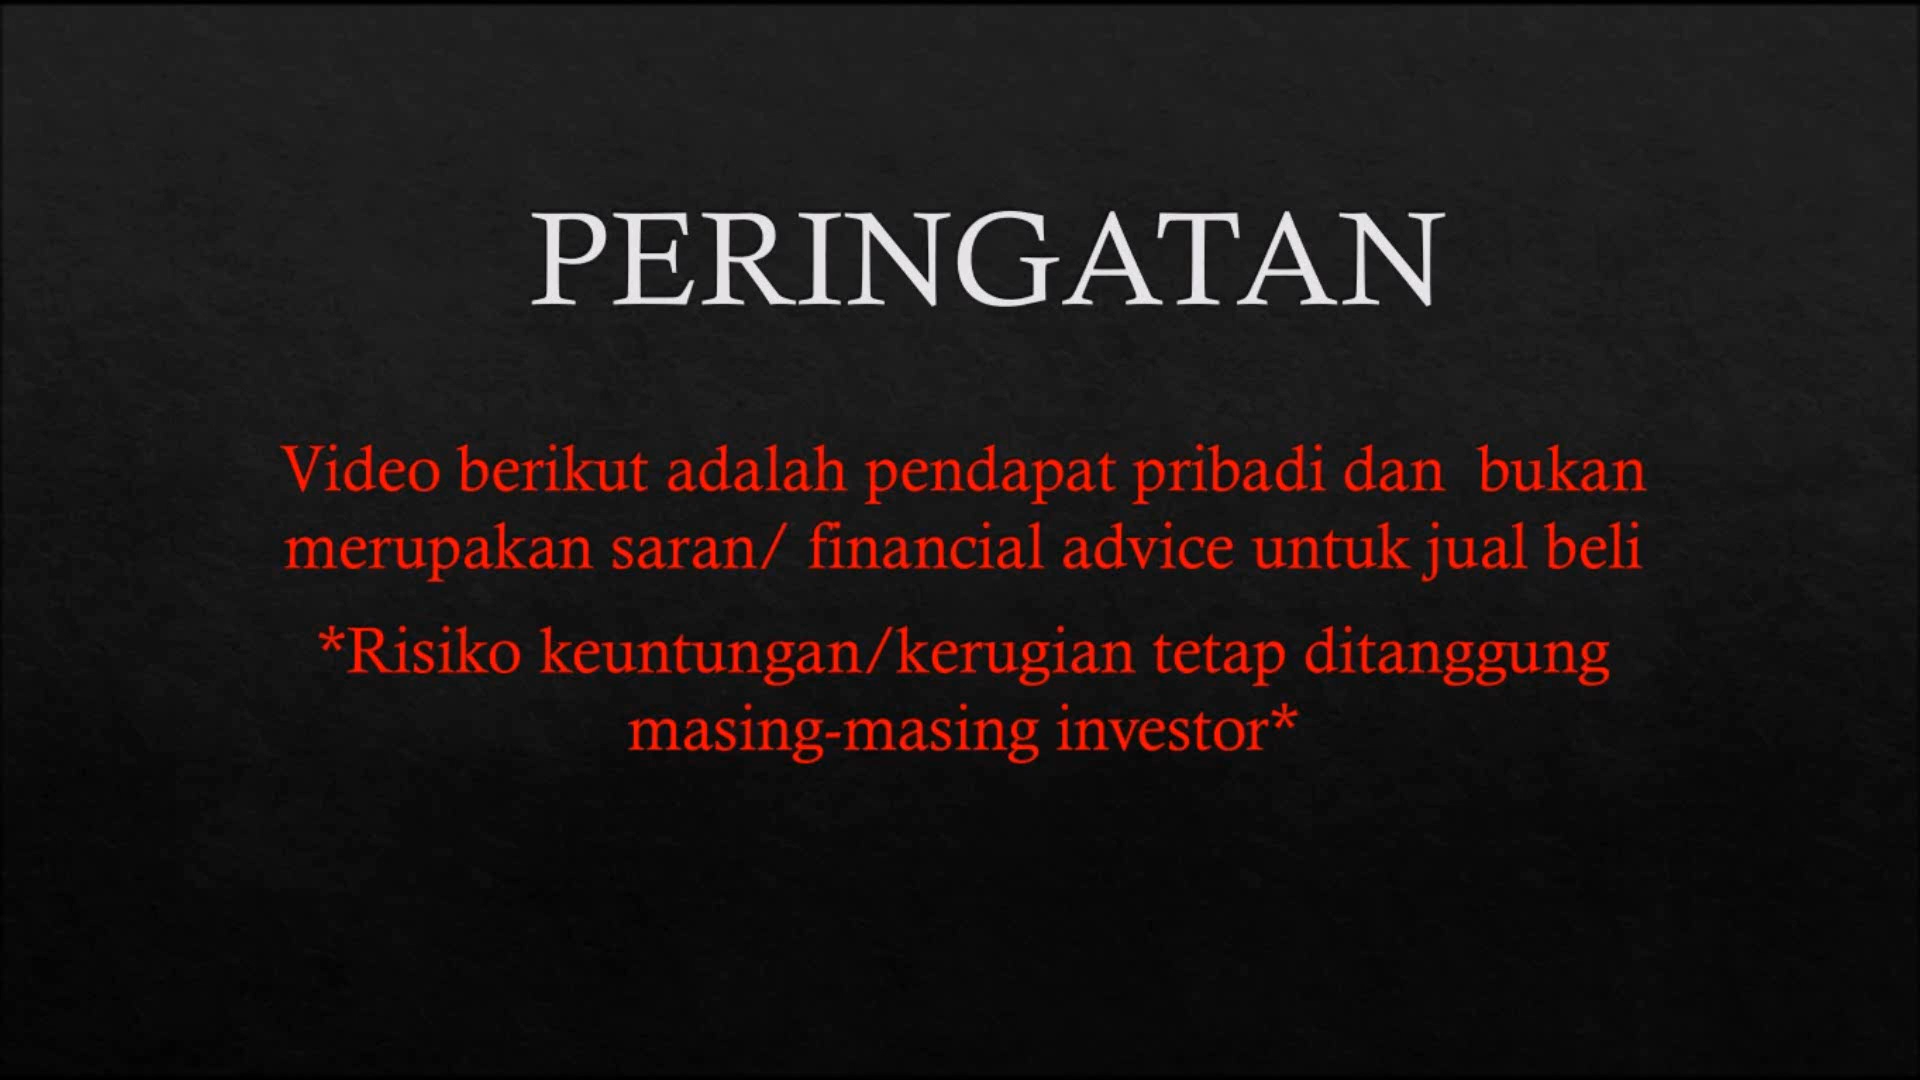 PERINGATAN
Video berikut adalah pendapat pribadi dan bukan
merupakan saran/ financial advice untuk jual beli
*Risiko keuntungan/kerugian tetap ditanggung
masing-masing investor*